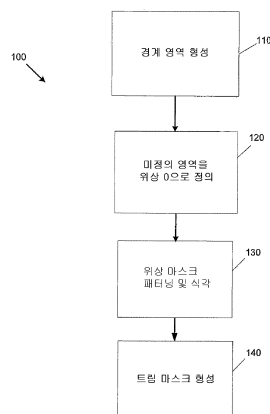 100
경계 영역 형성
110
미정의 영역을
위상 0으로 정의
120
위상 마스크
패터닝 및 식각
130
트림 마스크 형성
140